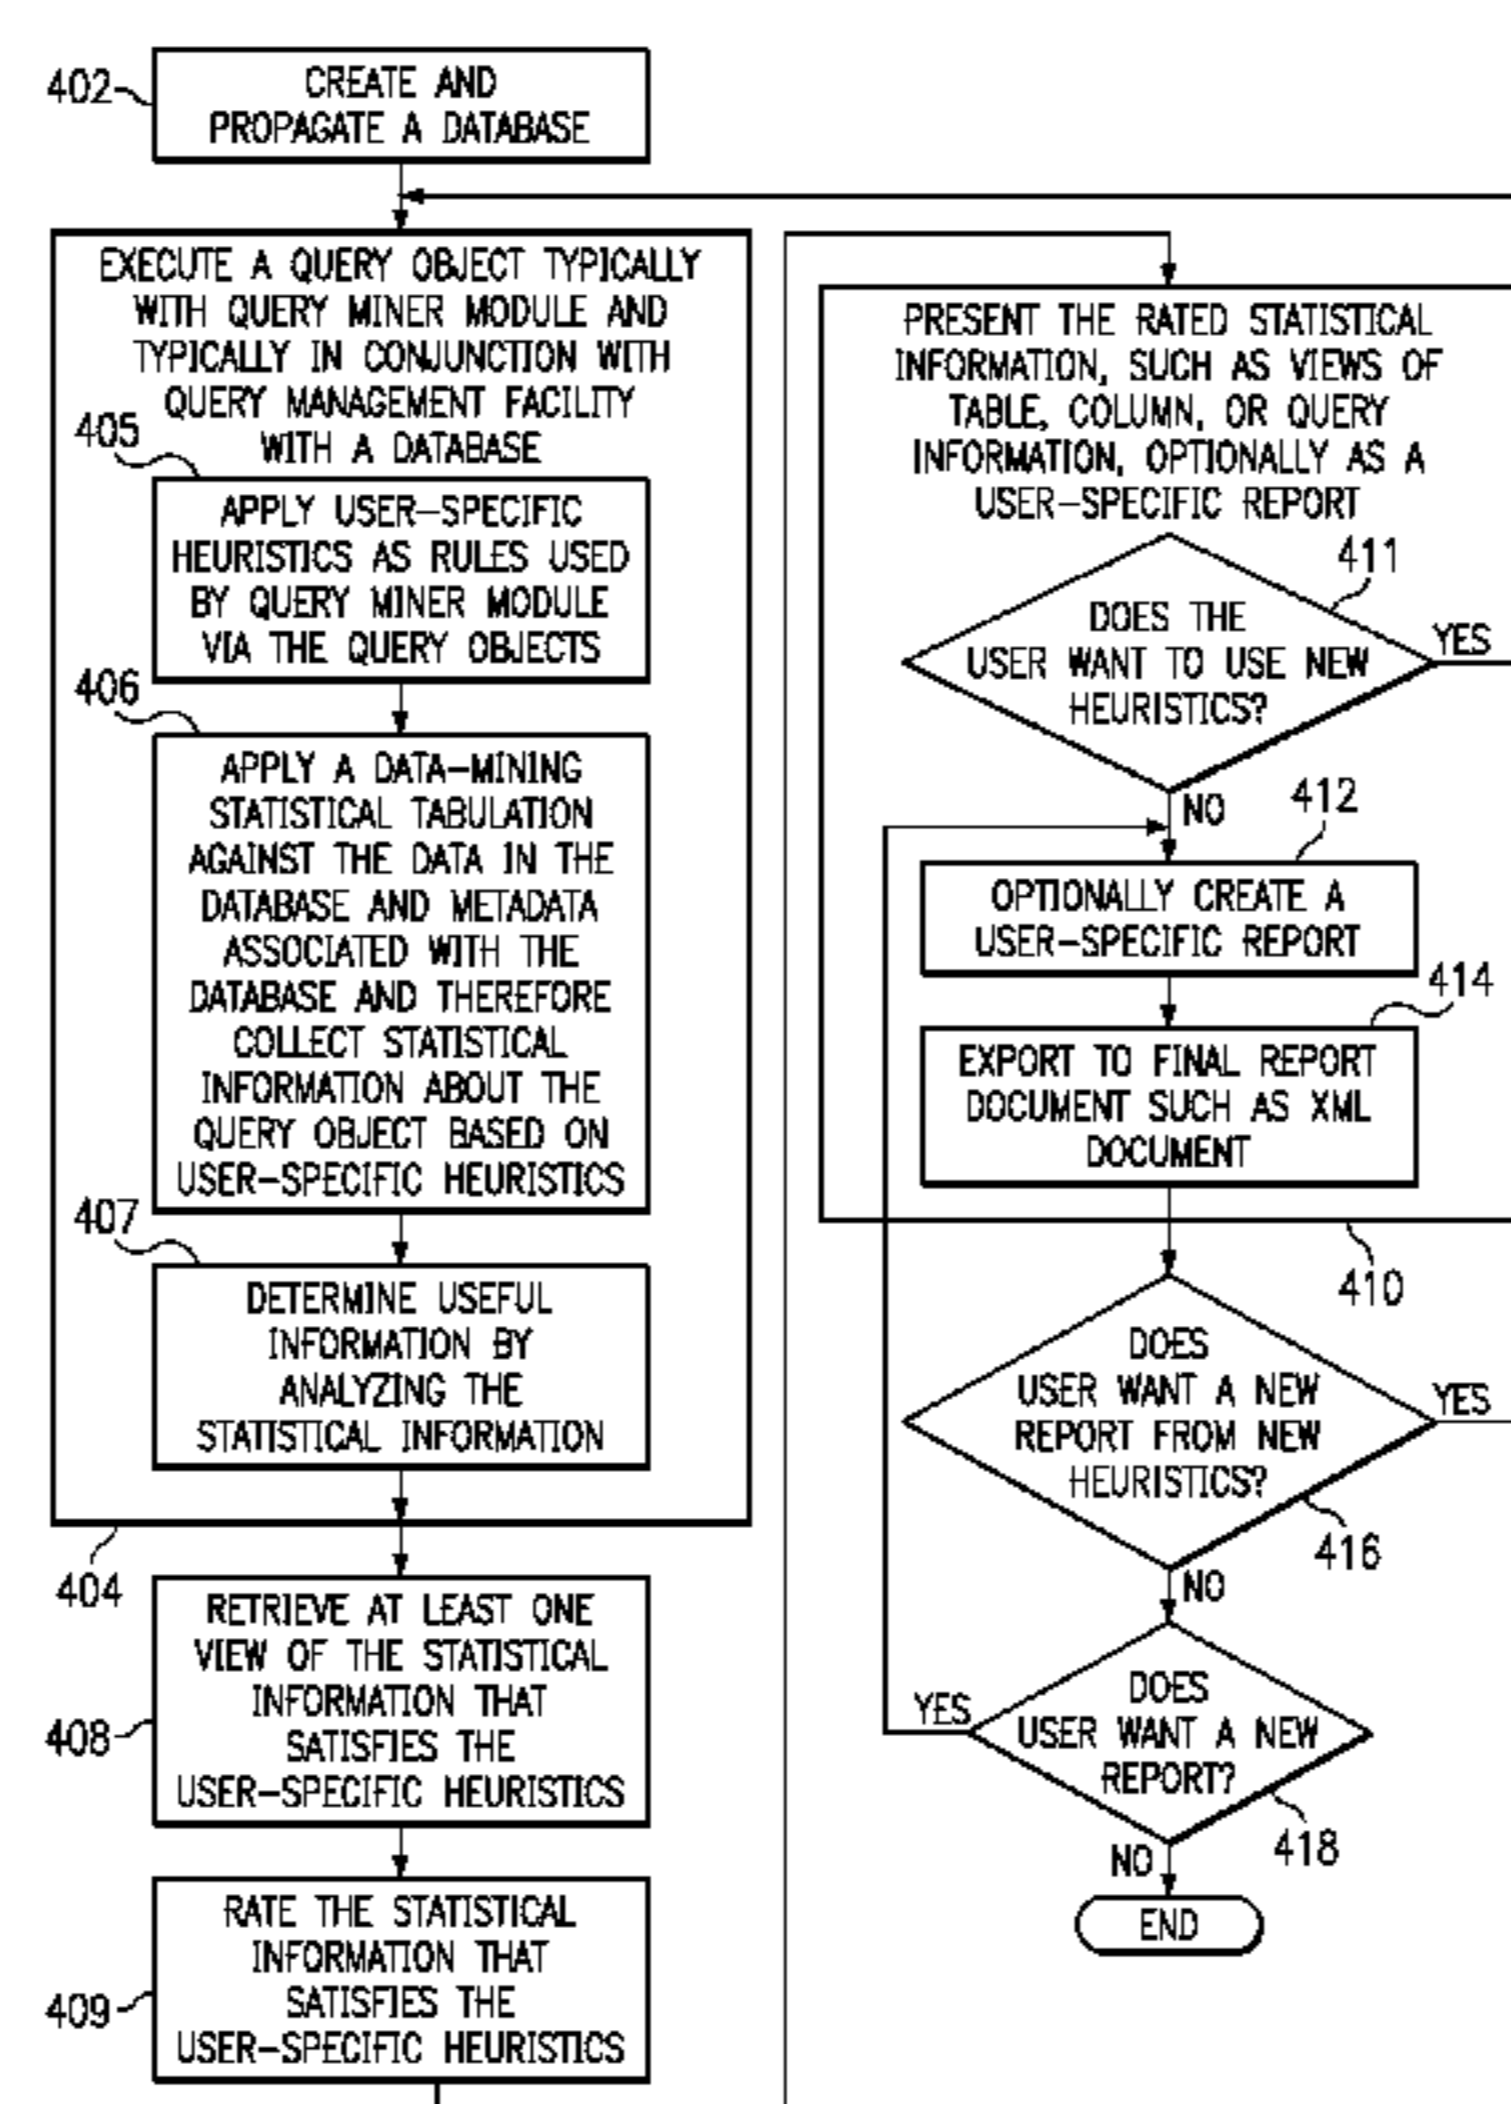 402
CREATE AND
PROPAGATE A DATABASE
EXECUTE A QUERY OBJECT TYPICALLY
WITH QUERY MINER MODULE AND
TYPICALLY IN CONJUNCTION WITH
QUERY MANAGEMENT FACILITY
WITH A DATABASE
405
APPLY USER-SPECIFIC
HEURISTICS AS RULES USED
BY QUERY MINER MODULE
VIA THE QUERY OBJECTS
406
APPLY A DATA-MINING
STATISTICAL TABULATION
AGAINST THE DATA IN THE
DATABASE AND METADATA
ASSOCIATED WITH THE
DATABASE AND THEREFORE
COLLECT STATISTICAL
INFORMATION ABOUT THE
QUERY OBJECT BASED ON
USER-SPECIFIC HEURISTICS
407
DETERMINE USEFUL
INFORMATION BY
ANALYZING THE
STATISTICAL INFORMATION
404
RETRIEVE AT LEAST ONE
VIEW OF THE STATISTICAL
INFORMATION THAT
SATISFIES THE
USER-SPECIFIC HEURISTICS
408
RATE THE STATISTICAL
INFORMATION THAT
SATISFIES THE
USER-SPECIFIC HEURISTICS
409
PRESENT THE RATED STATISTICAL
INFORMATION, SUCH AS VIEWS OF
TABLE, COLUMN, OR QUERY
INFORMATION, OPTIONALLY AS A
USER-SPECIFIC REPORT
411
DOES THE
USER WANT TO USE NEW
HEURISTICS?
YES
NO
412
OPTIONALLY CREATE A
USER-SPECIFIC REPORT
414
EXPORT TO FINAL REPORT
DOCUMENT SUCH AS XML
DOCUMENT
410
DOES
USER WANT A NEW
REPORT FROM NEW
HEURISTICS?
YES
416
NO
DOES
USER WANT A NEW
REPORT?
YES
418
NO
END